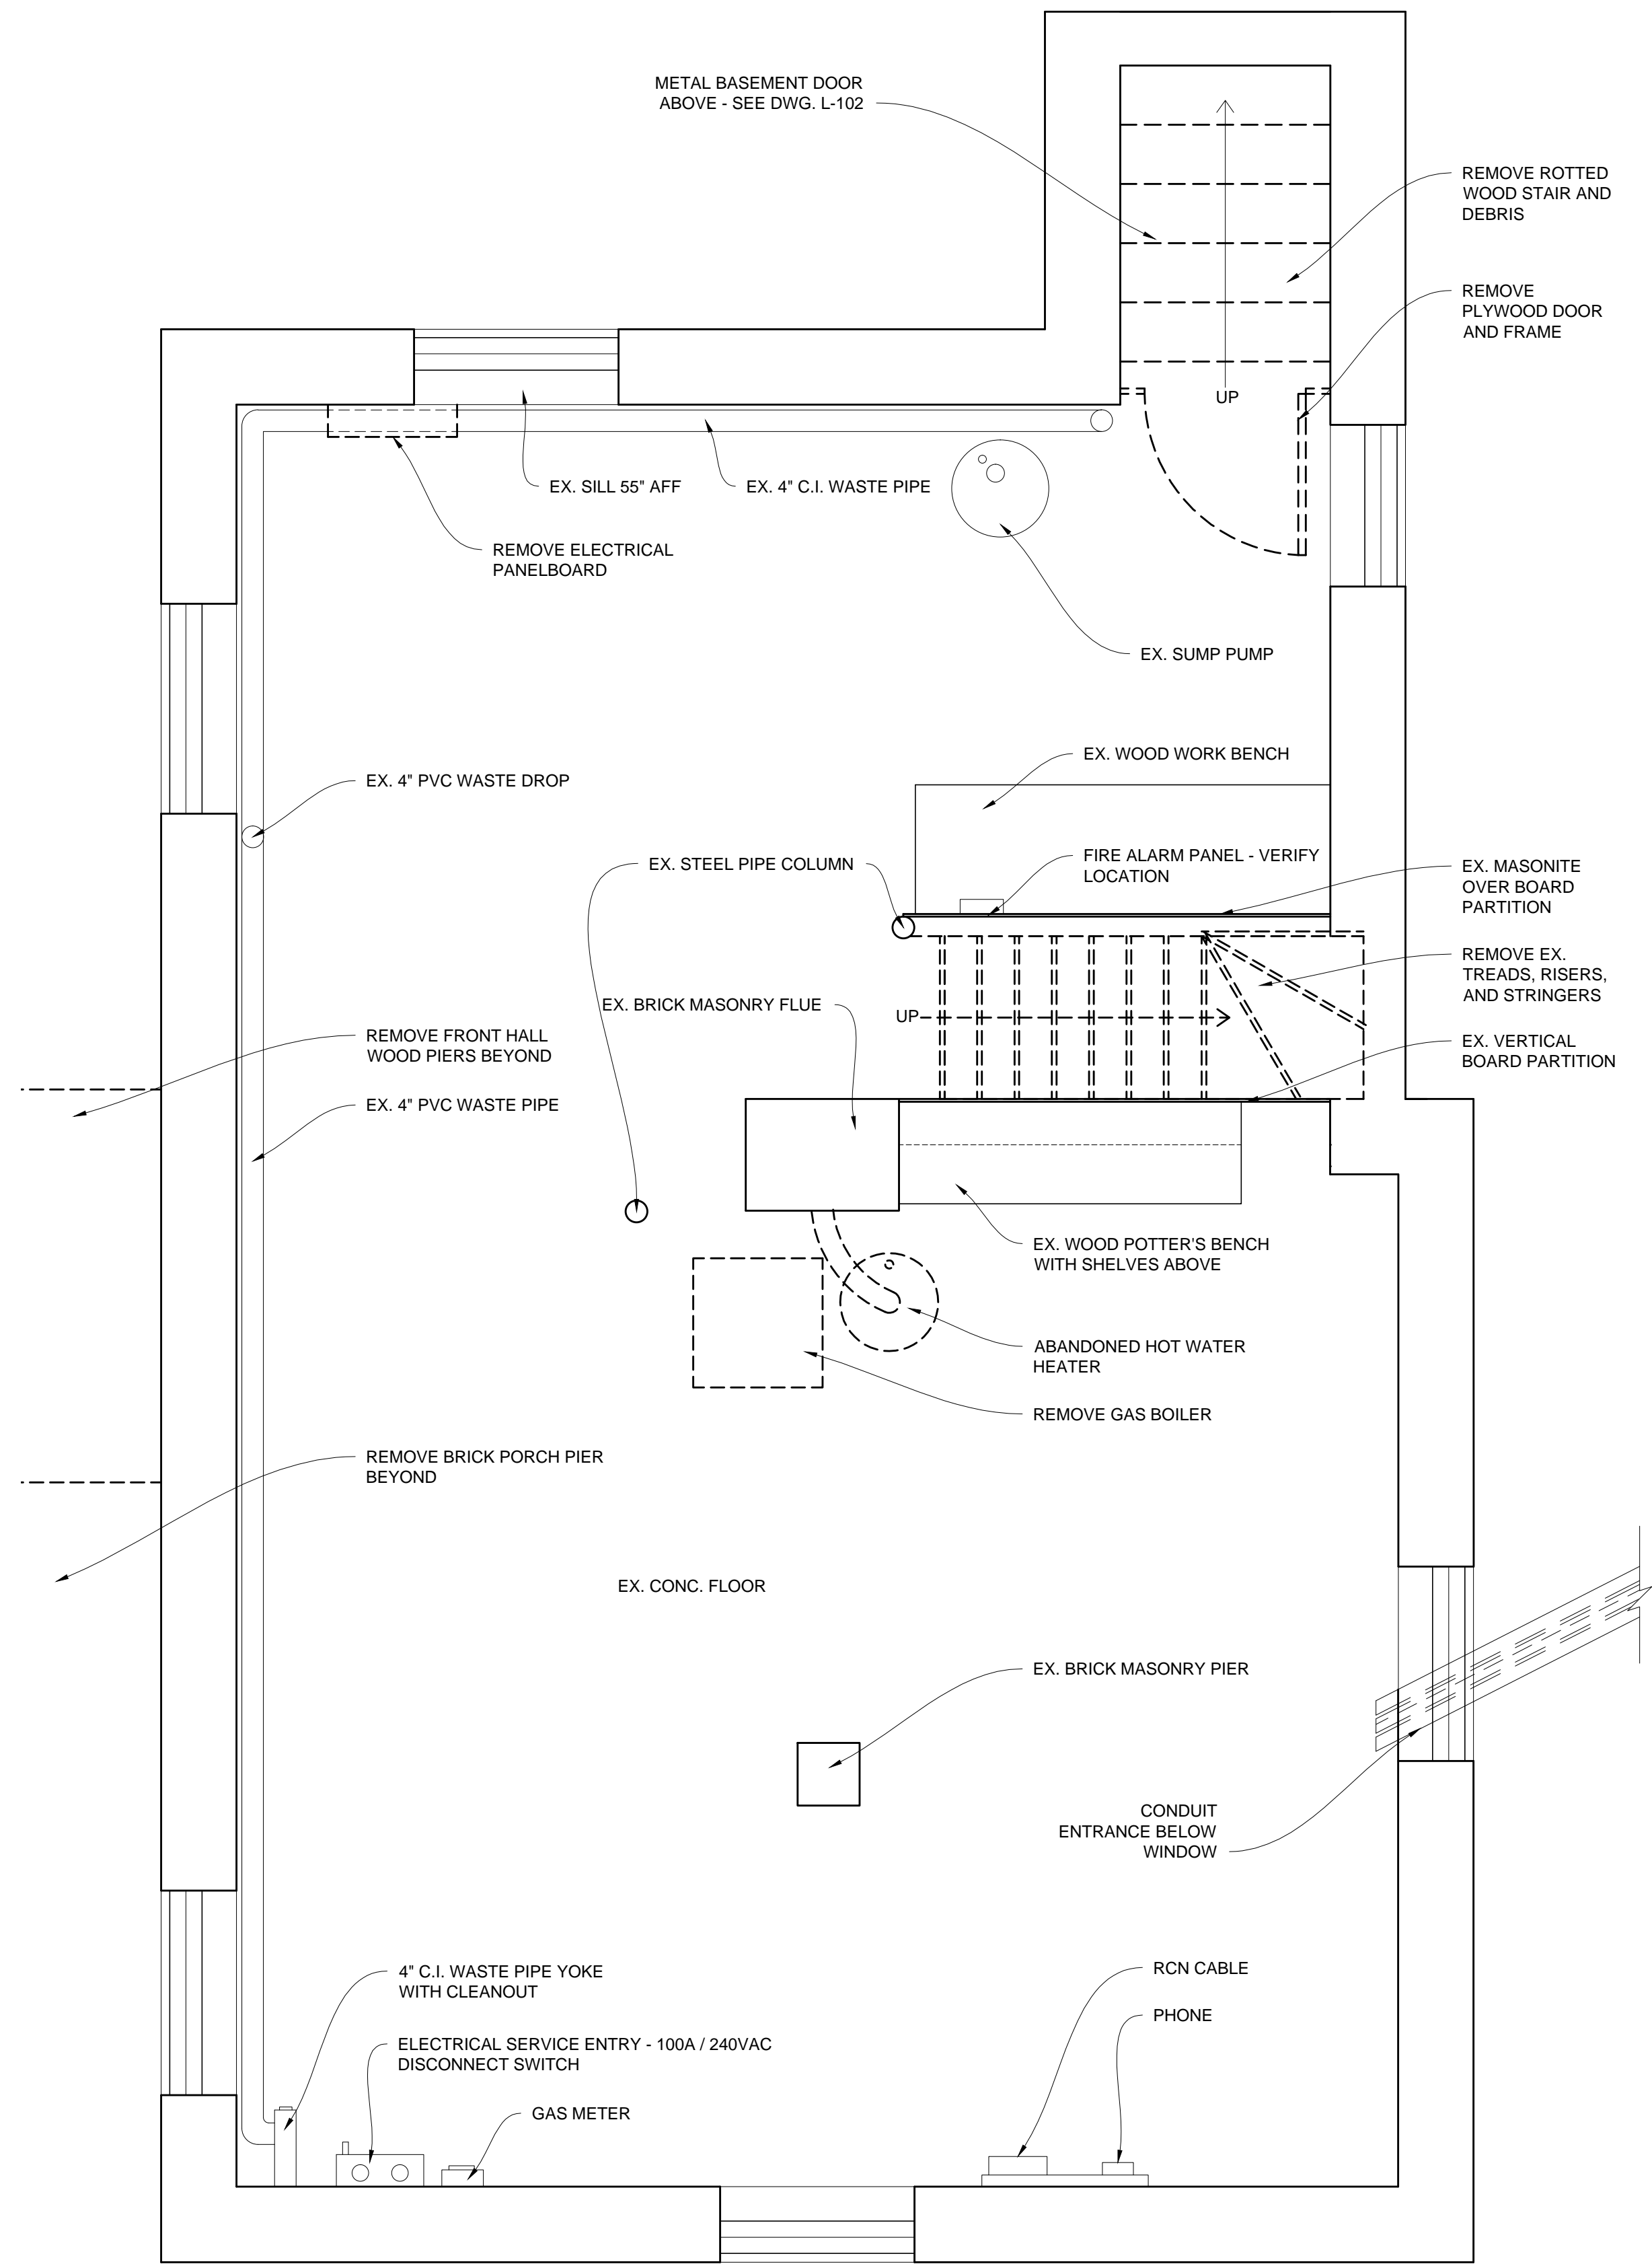 METAL BASEMENT DOOR
ABOVE - SEE DWG. L-102
REMOVE ROTTED
WOOD STAIR AND
DEBRIS
REMOVE
PLYWOOD DOOR
AND FRAME
UP
EX. SILL 55" AFF
EX. 4" C.I. WASTE PIPE
REMOVE ELECTRICAL
PANELBOARD
EX. SUMP PUMP
EX. WOOD WORK BENCH
EX. 4" PVC WASTE DROP
EX. STEEL PIPE COLUMN
FIRE ALARM PANEL - VERIFY
LOCATION
EX. MASONITE
OVER BOARD
PARTITION
REMOVE EX.
TREADS, RISERS,
AND STRINGERS
EX. BRICK MASONRY FLUE
UP
REMOVE FRONT HALL
WOOD PIERS BEYOND
EX. VERTICAL
BOARD PARTITION
EX. 4" PVC WASTE PIPE
EX. WOOD POTTER'S BENCH
WITH SHELVES ABOVE
ABANDONED HOT WATER
HEATER
REMOVE GAS BOILER
REMOVE BRICK PORCH PIER
BEYOND
EX. CONC. FLOOR
EX. BRICK MASONRY PIER
CONDUIT
ENTRANCE BELOW
WINDOW
4" C.I. WASTE PIPE YOKE
WITH CLEANOUT
RCN CABLE
PHONE
ELECTRICAL SERVICE ENTRY - 100A / 240VAC
DISCONNECT SWITCH
GAS METER